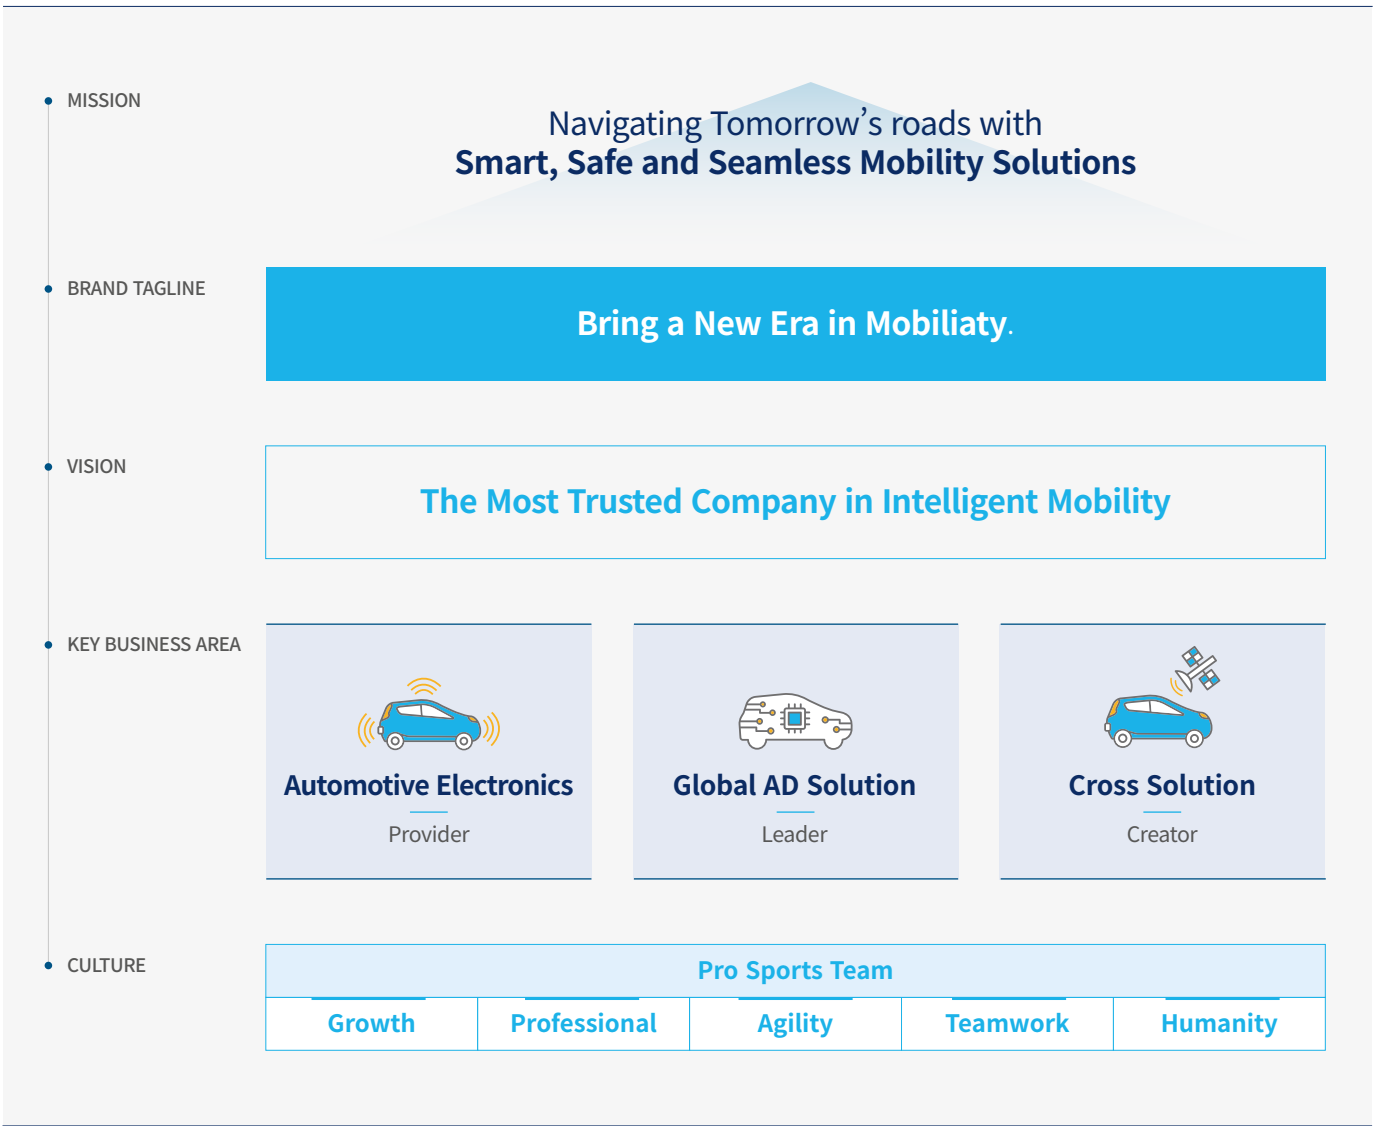 MISSION
Navigating Tomorrow’s roads with
Smart, Safe and Seamless Mobility Solutions
BRAND TAGLINE
Bring a New Era in Mobiliaty.
VISION
The Most Trusted Company in Intelligent Mobility
KEY BUSINESS AREA
Automotive Electronics
Provider
Global AD Solution
Leader
Cross Solution
Creator
CULTURE
Pro Sports Team
Growth
Professional
Agility
Teamwork
Humanity